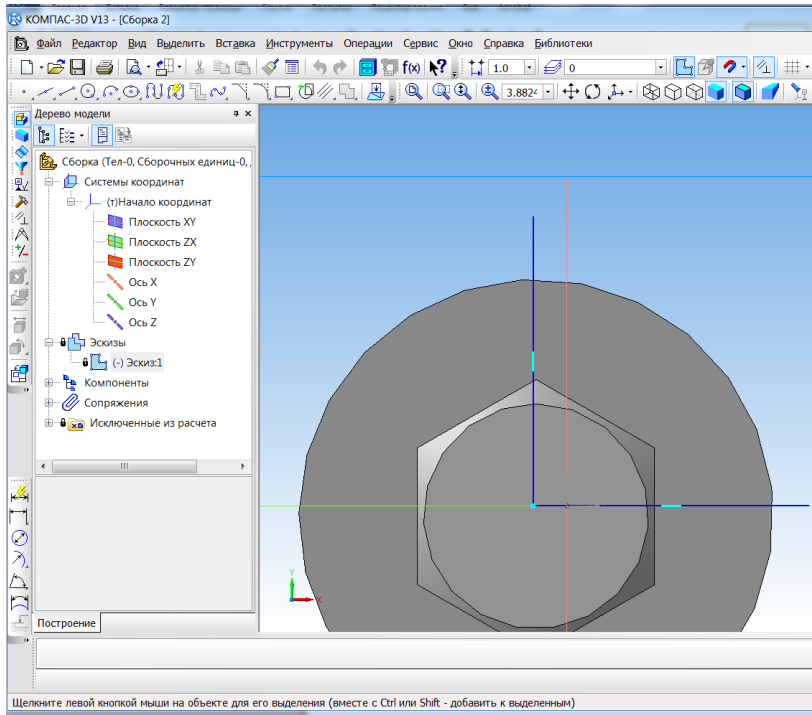 КОМПАС-3D V13 - [Сборка 2]
Файл Редактор Вид Выделить Вставка Инструменты Операции Сервис Окно Справка Библиотеки
f(x) 1.0 0
3.882
Дерево модели
Сборка (Тел-0, Сборочных единиц-0,
Системы координат
(т)Начало координат
Плоскость XY
Плоскость ZX
Плоскость ZY
Ось X
Ось Y
Ось Z
Эскизы
(-) Эскиз:1
Компоненты
Сопряжения
Исключенные из расчета
Y
X
Построение
Щелкните левой кнопкой мыши на объекте для его выделения (вместе с Ctrl или Shift - добавить к выделенным)